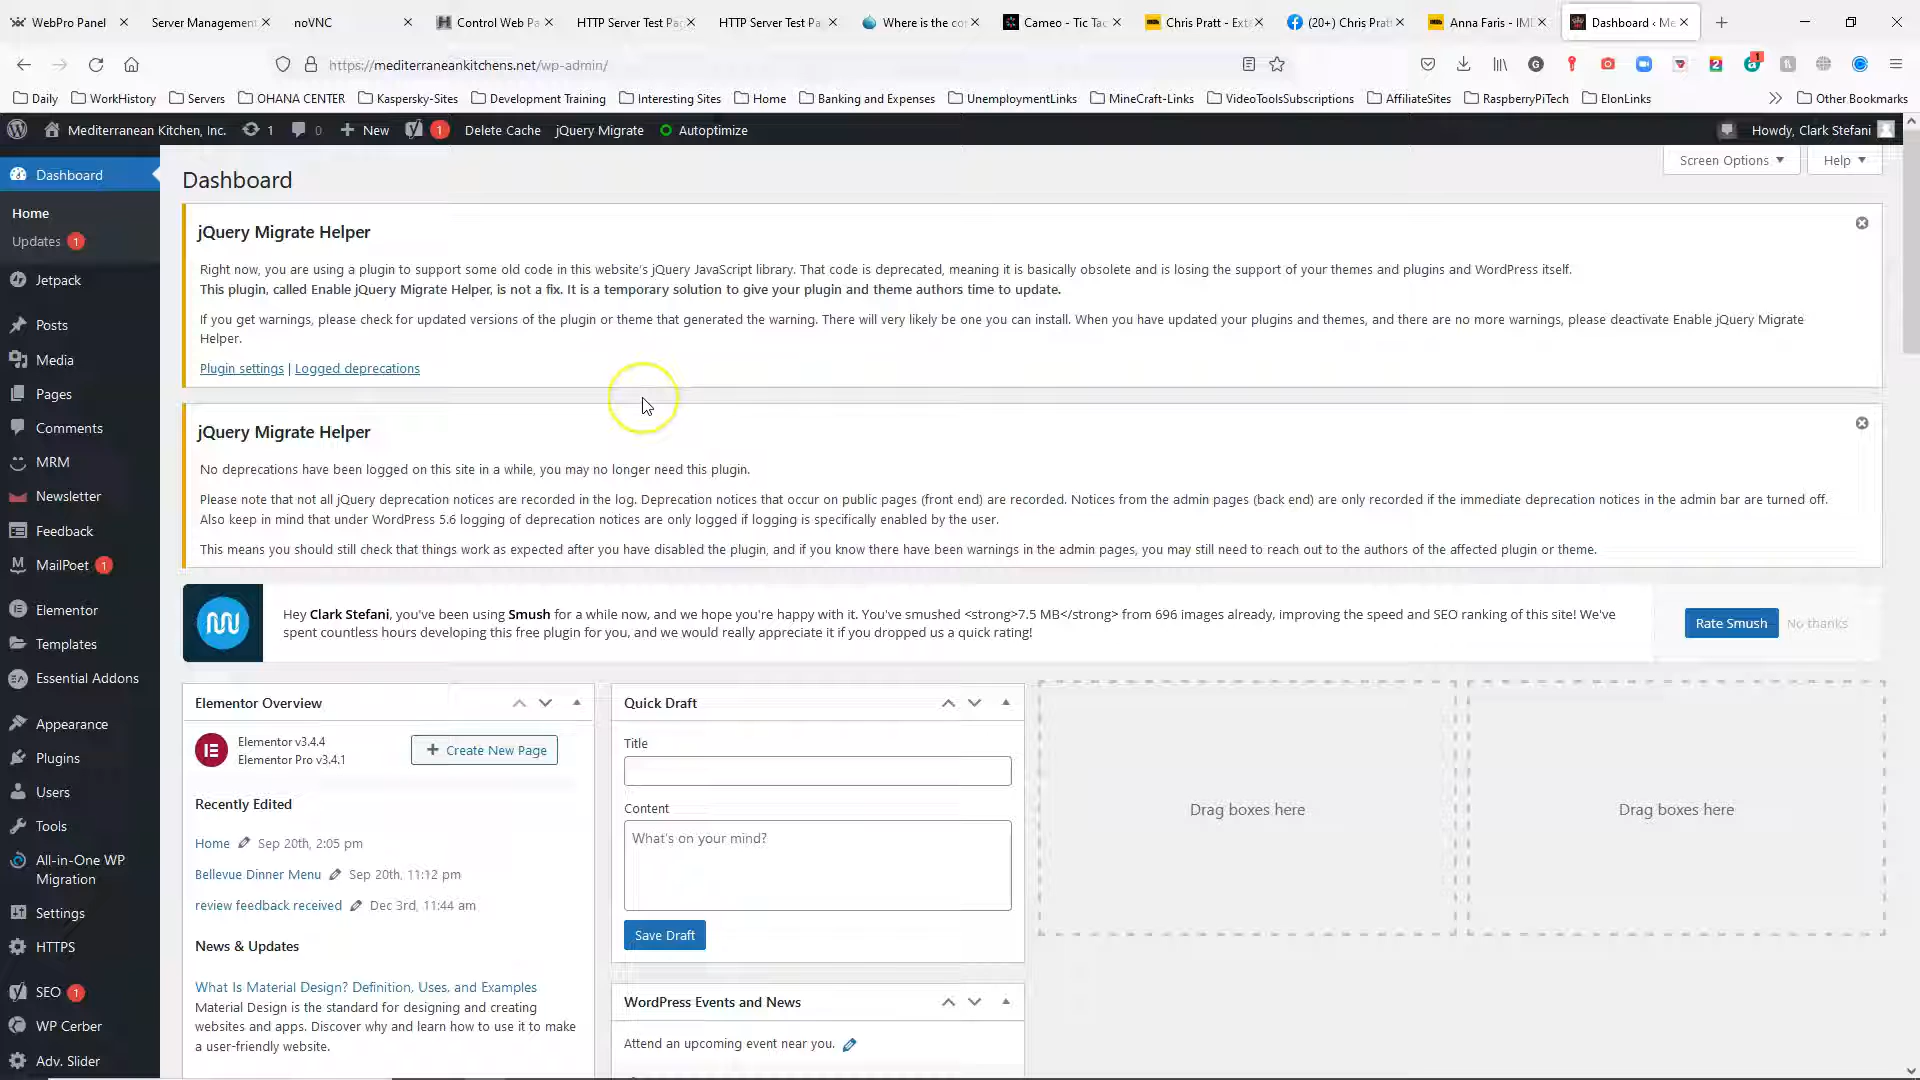 WebPro Panel
Server Management
noVNC
Control Web Pa
HTTP Server Test Pag
HTTP Server Test Pa
Where is the co
Cameo - Tic Tac
Chris Pratt - Ext
(20+) Chris Prat
Anna Faris - IMD
Dashboard ‹ Me
https://mediterraneankitchens.net/wp-admin/
Daily
WorkHistory
Servers
OHANA CENTER
Kaspersky-Sites
Development Training
Interesting Sites
Home
Banking and Expenses
UnemploymentLinks
MineCraft-Links
VideoToolsSubscriptions
AffiliateSites
RaspberryPiTech
ElonLinks
Other Bookmarks
Mediterranean Kitchen, Inc.
1
0
New
1
Delete Cache
jQuery Migrate
Autoptimize
Howdy, Clark Stefani
Dashboard
Home
Updates 1
Jetpack
Posts
Media
Pages
Comments
MRM
Newsletter
Feedback
MailPoet 1
Elementor
Templates
Essential Addons
Appearance
Plugins
Users
Tools
All-in-One WP
Migration
Settings
HTTPS
SEO 1
WP Cerber
Adv. Slider
Screen Options
Help
Dashboard
jQuery Migrate Helper
Right now, you are using a plugin to support some old code in this website's jQuery JavaScript library. That code is deprecated, meaning it is basically obsolete and is losing the support of your themes and plugins and WordPress itself.
This plugin, called Enable jQuery Migrate Helper, is not a fix. It is a temporary solution to give your plugin and theme authors time to update.
If you get warnings, please check for updated versions of the plugin or theme that generated the warning. There will very likely be one you can install. When you have updated your plugins and themes, and there are no more warnings, please deactivate Enable jQuery Migrate
Helper.
Plugin settings | Logged deprecations
jQuery Migrate Helper
No deprecations have been logged on this site in a while, you may no longer need this plugin.
Please note that not all jQuery deprecation notices are recorded in the log. Deprecation notices that occur on public pages (front end) are recorded. Notices from the admin pages (back end) are only recorded if the immediate deprecation notices in the admin bar are turned off.
Also keep in mind that under WordPress 5.6 logging of deprecation notices are only logged if logging is specifically enabled by the user.
This means you should still check that things work as expected after you have disabled the plugin, and if you know there have been warnings in the admin pages, you may still need to reach out to the authors of the affected plugin or theme.
Hey Clark Stefani, you've been using Smush for a while now, and we hope you're happy with it. You've smushed <strong>7.5 MB</strong> from 696 images already, improving the speed and SEO ranking of this site! We've
spent countless hours developing this free plugin for you, and we would really appreciate it if you dropped us a quick rating!
Rate Smush
No thanks
Elementor Overview
Elementor v3.4.4
Elementor Pro v3.4.1
Create New Page
Recently Edited
Home Sep 20th, 2:05 pm
Bellevue Dinner Menu Sep 20th, 11:12 pm
review feedback received Dec 3rd, 11:44 am
News & Updates
What Is Material Design? Definition, Uses, and Examples
Material Design is the standard for designing and creating
websites and apps. Discover why and learn how to use it to make
a user-friendly website.
Quick Draft
Title
Content
What's on your mind?
Save Draft
WordPress Events and News
Attend an upcoming event near you.
Drag boxes here
Drag boxes here